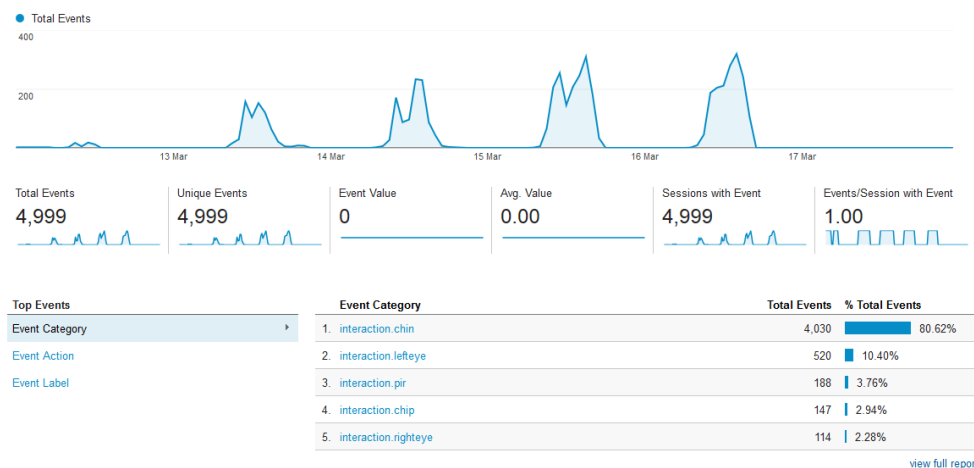 Total Events
400
200
13 Mar 14 Mar 15 Mar 16 Mar 17 Mar
Total Events Unique Events Event Value Avg. Value Sessions with Event Events/Session with Event
4,999 4,999 0 0.00 4,999 1.00
Top Events Event Category Total Events % Total Events
Event Category 1. interaction.chin 4,030 80.62%
Event Action 2. interaction.lefteye 520 10.40%
Event Label 3. interaction.pir 188 3.76%
4. interaction.chip 147 2.94%
5. interaction.righteye 114 2.28%
view full repor